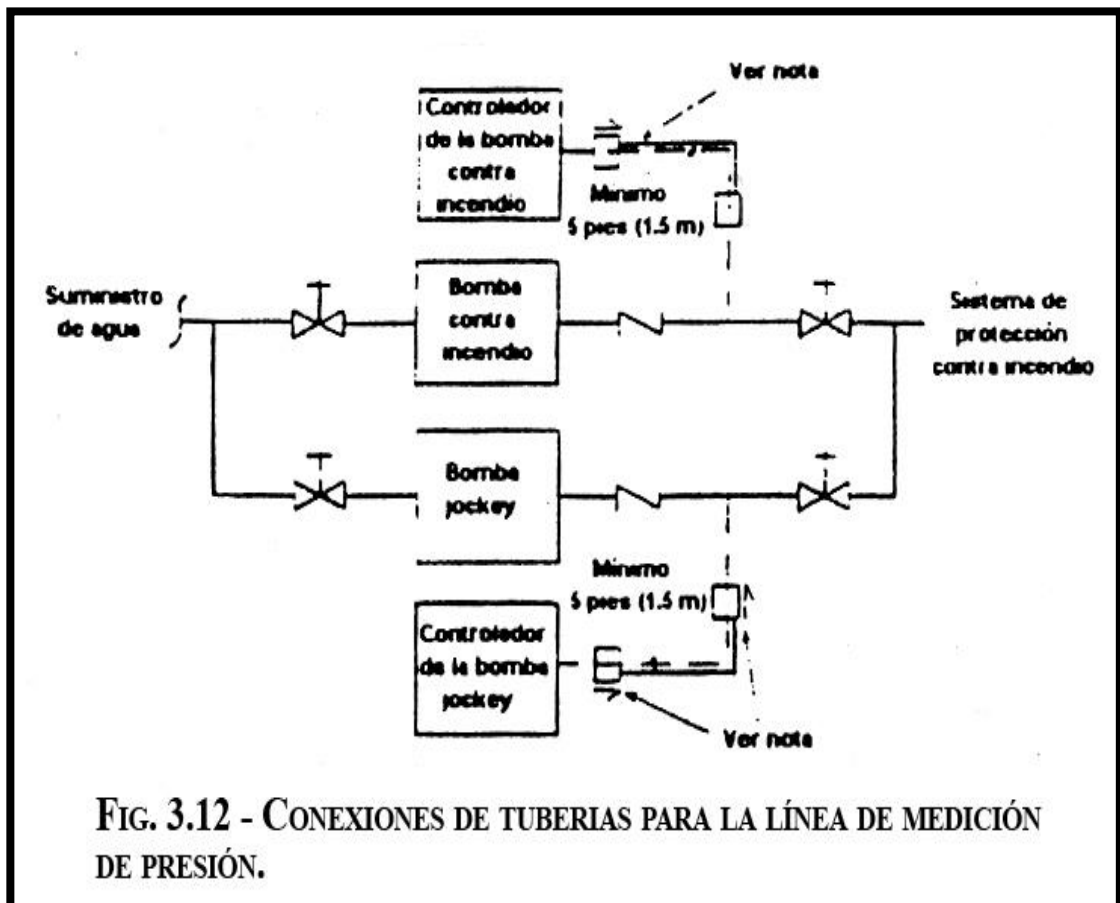 Ver nota
Controlador
de la bomba
contra
incendio
Mínimo
5 pies (1.5 m)
Suministro
de agua
Bomba
contra
incendio
Sistema de
protección
contra incendio
Bomba
jockey
Mínimo
5 pies (1.5 m)
Controlador
de la bomba
jockey
Ver nota
FIG. 3.12 - CONEXIONES DE TUBERIAS PARA LA LÍNEA DE MEDICIÓN
DE PRESIÓN.